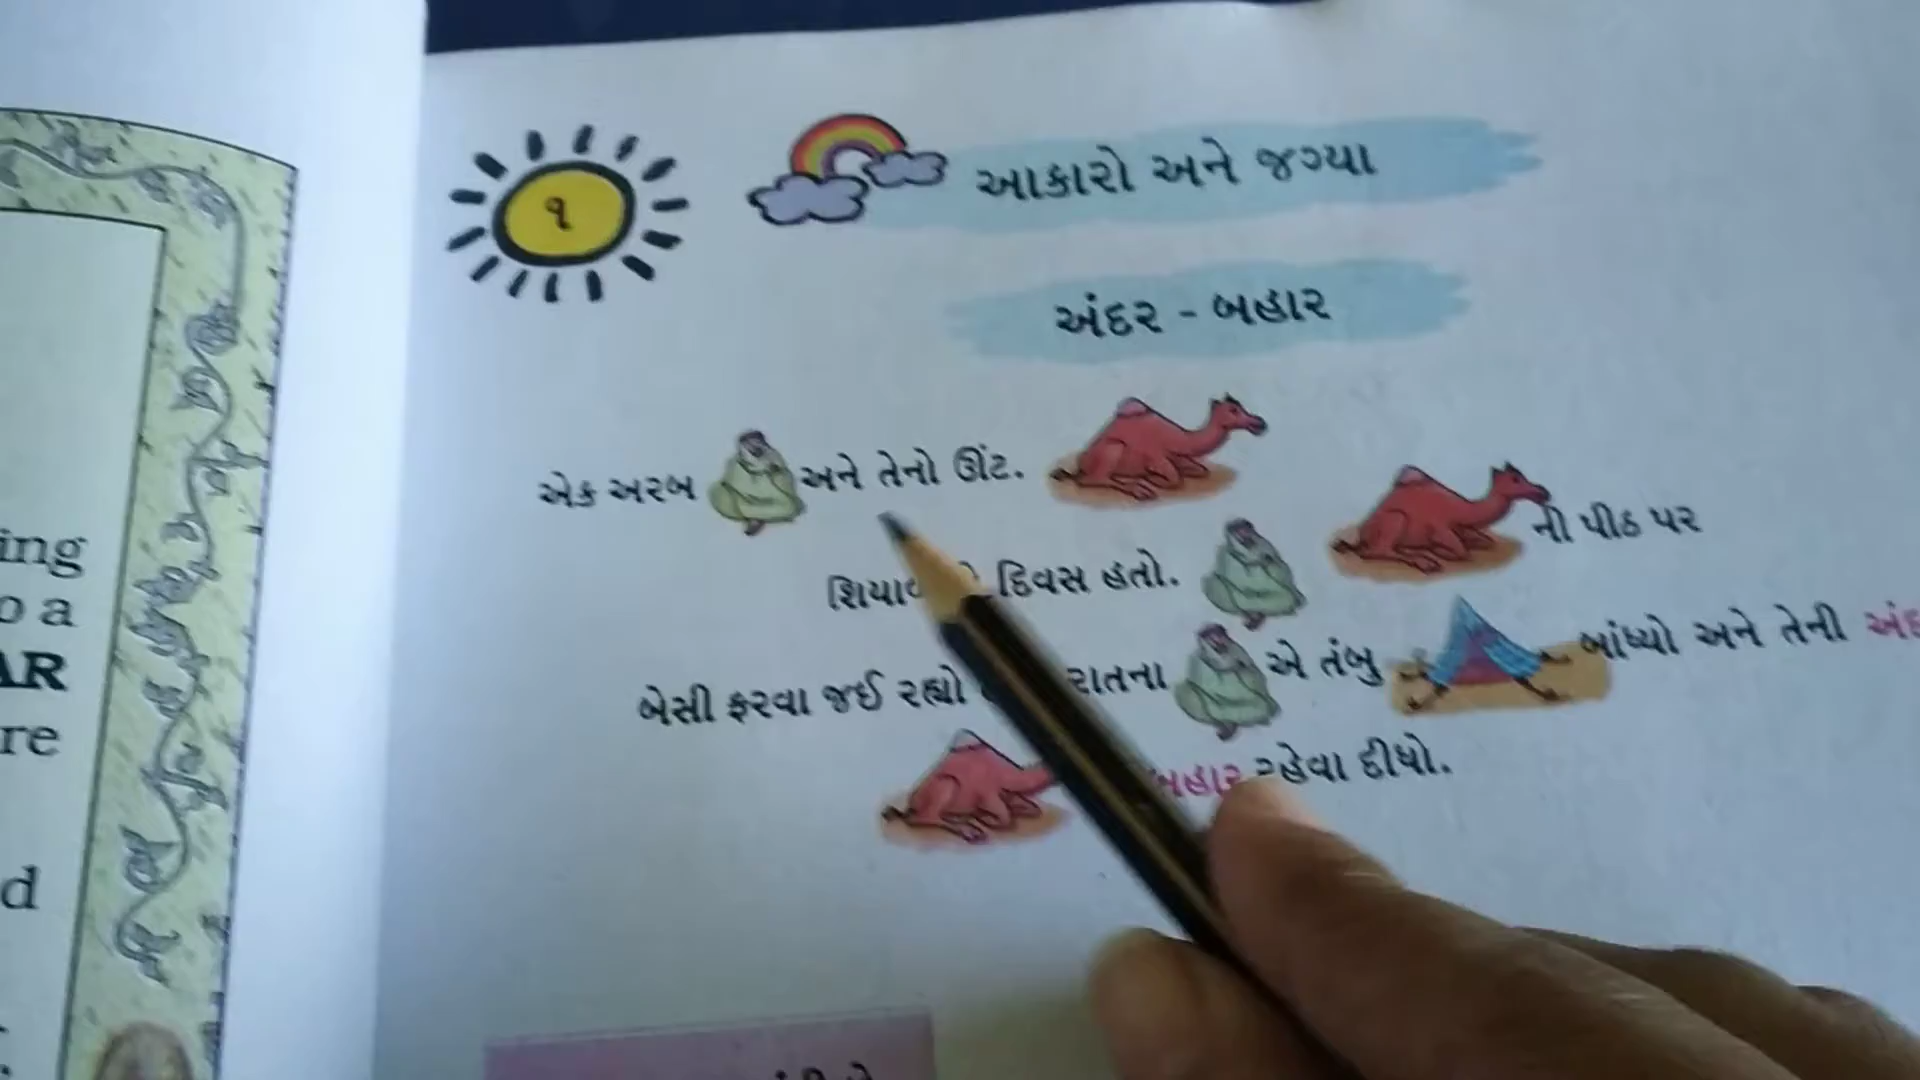 ing
o a
AR
re
d
૧
આકારો અને જગ્યા
અંદર - બહાર
એક અરબ અને તેનો ઊંટ.
દિવસ હતો. ની પીઠ પર
બેસી ફરવા જઈ રહ્યો રાતના એ તંબુ બાંધ્યો અને તેની
બહાર રહેવા દીધો.